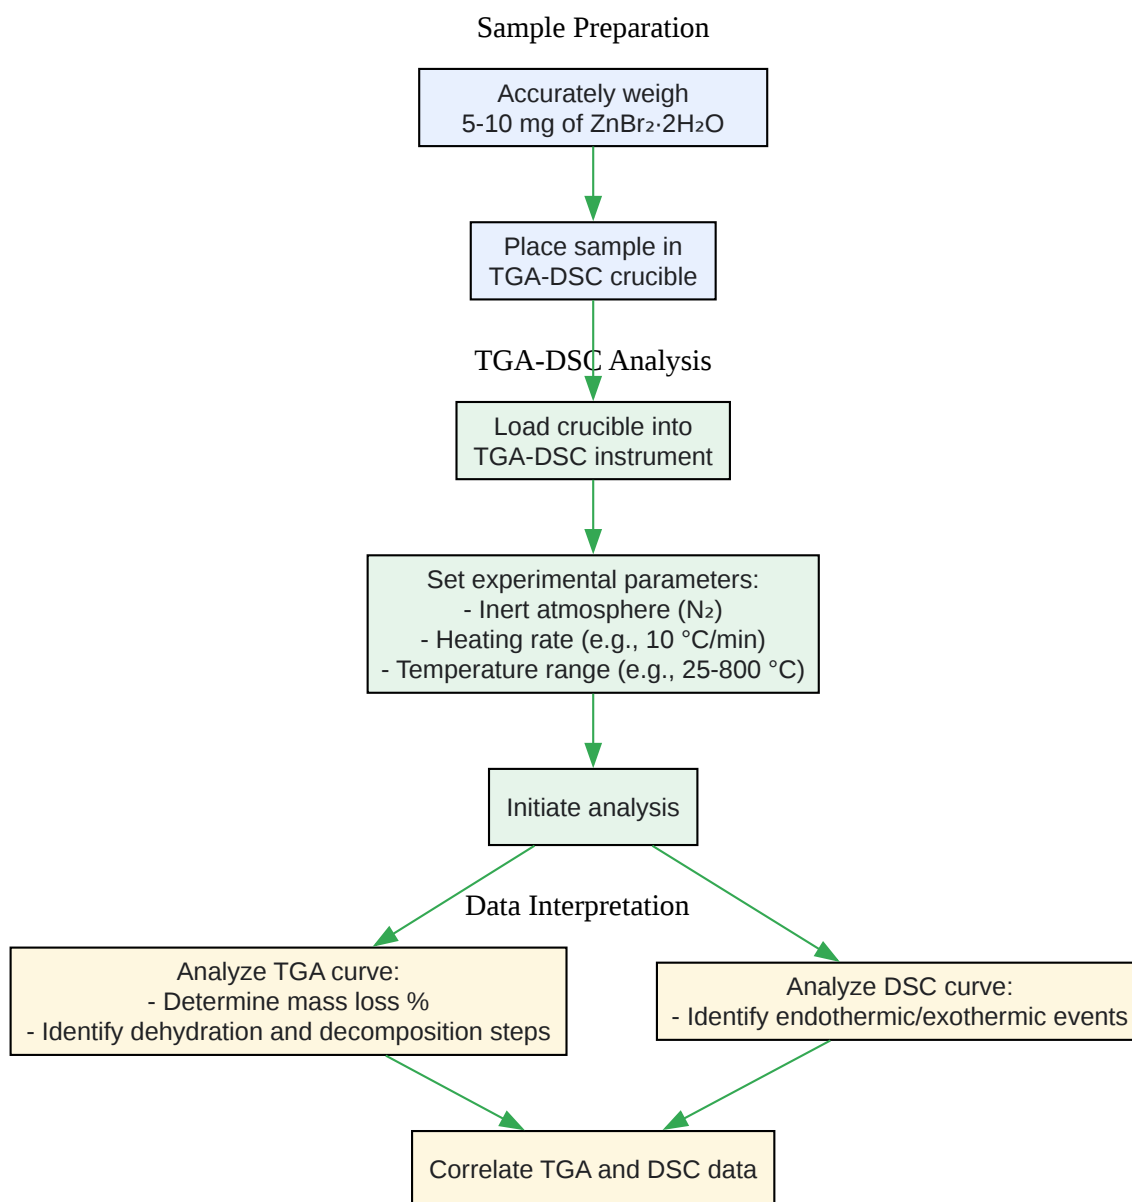 Sample Preparation
Accurately weigh
5-10 mg of ZnBr₂·2H₂O
Place sample in
TGA-DSC crucible
TGA-DSC Analysis
Load crucible into
TGA-DSC instrument
Set experimental parameters:
- Inert atmosphere (N₂)
- Heating rate (e.g., 10 °C/min)
- Temperature range (e.g., 25-800 °C)
Initiate analysis
Data Interpretation
Analyze TGA curve:
- Determine mass loss %
- Identify dehydration and decomposition steps
Analyze DSC curve:
- Identify endothermic/exothermic events
Correlate TGA and DSC data